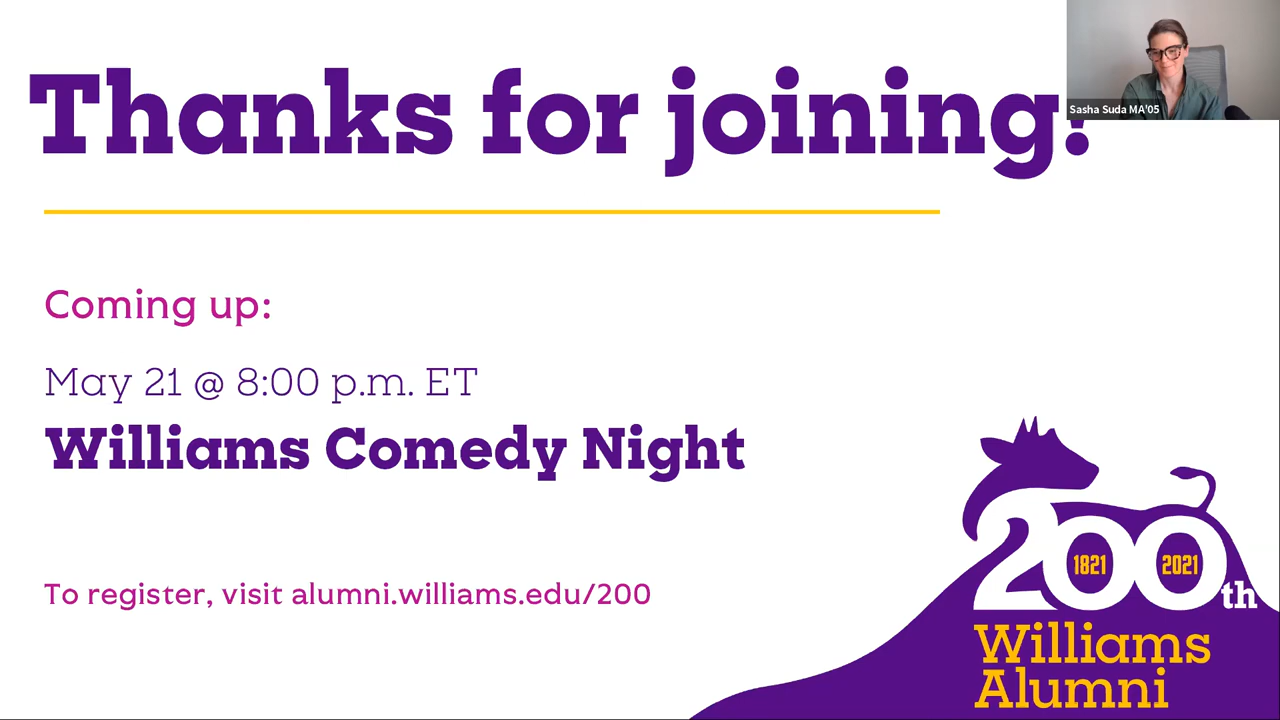 Thanks for joining!
Sasha Suda MA'05
Coming up:
May 21 @ 8:00 p.m. ET
Williams Comedy Night
To register, visit alumni.williams.edu/200
200th
1821 2021
Williams
Alumni